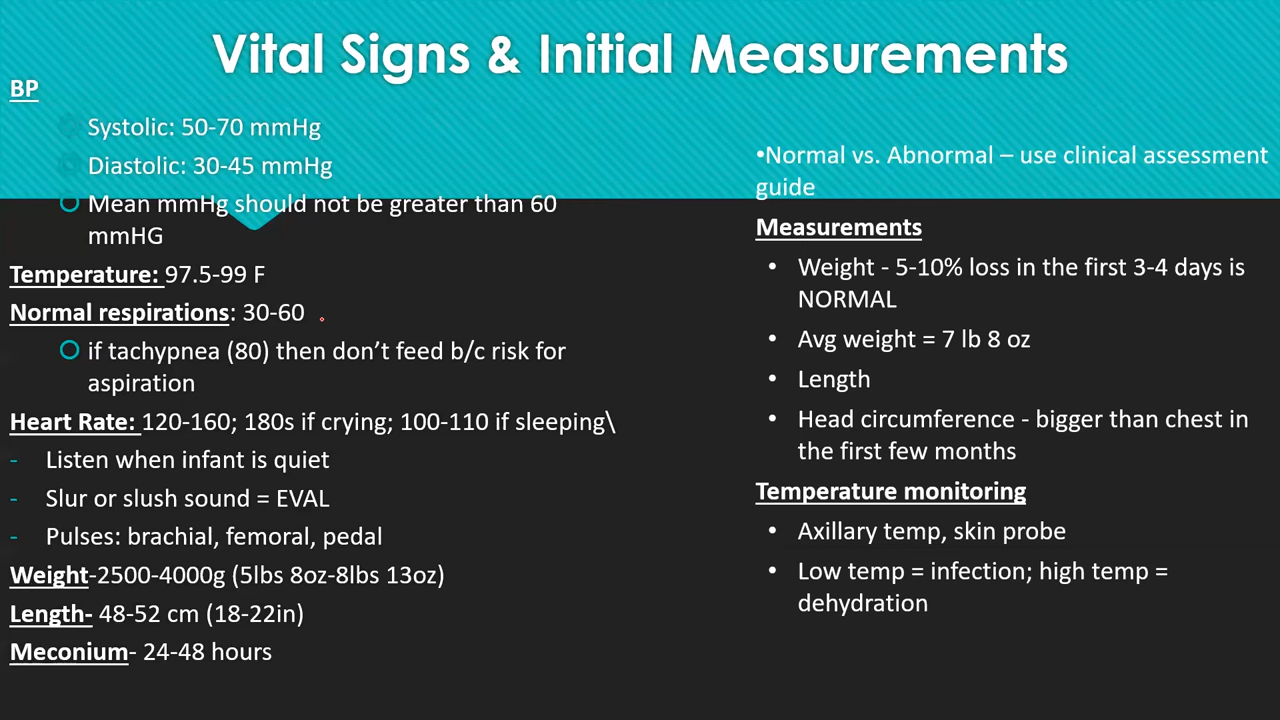 Vital Signs & Initial Measurements
BP
Systolic: 50-70 mmHg
Diastolic: 30-45 mmHg
Mean mmHg should not be greater than 60
mmHG
Temperature: 97.5-99 F
Normal respirations: 30-60
if tachypnea (80) then don’t feed b/c risk for
aspiration
Heart Rate: 120-160; 180s if crying; 100-110 if sleeping\
- Listen when infant is quiet
- Slur or slush sound = EVAL
- Pulses: brachial, femoral, pedal
Weight-2500-4000g (5lbs 8oz-8lbs 13oz)
Length- 48-52 cm (18-22in)
Meconium- 24-48 hours
•Normal vs. Abnormal – use clinical assessment
guide
Measurements
• Weight - 5-10% loss in the first 3-4 days is
NORMAL
• Avg weight = 7 lb 8 oz
• Length
• Head circumference - bigger than chest in
the first few months
Temperature monitoring
• Axillary temp, skin probe
• Low temp = infection; high temp =
dehydration